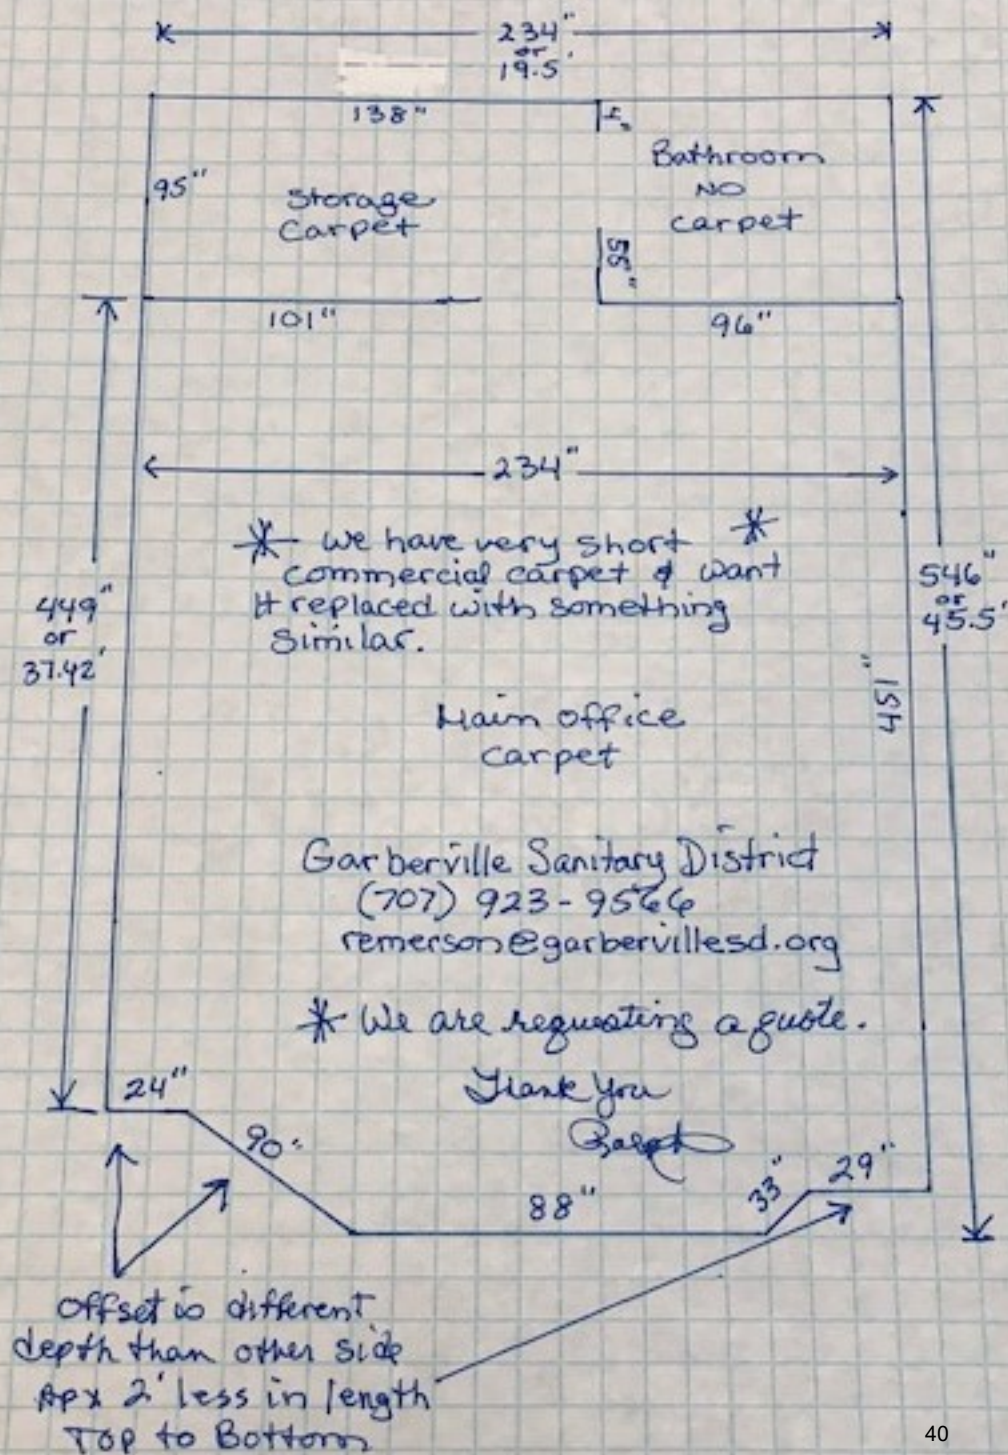 234"
or
19.5'
138"
4"
Bathroom
NO
carpet
95"
Storage
Carpet
55"
101"
96"
234"
* We have very short *
commercial carpet & want
it replaced with something
similar.
449"
or
37.42'
546"
or
45.5'
451"
Main office
carpet
Garberville Sanitary District
(707) 923-9566
remerson@garbervillesd.org
* We are requesting a quote.
Thank You
Ralph
24"
90"
88"
33"
29"
Offset is different
depth than other side
Apx 2' less in length
Top to Bottom
40